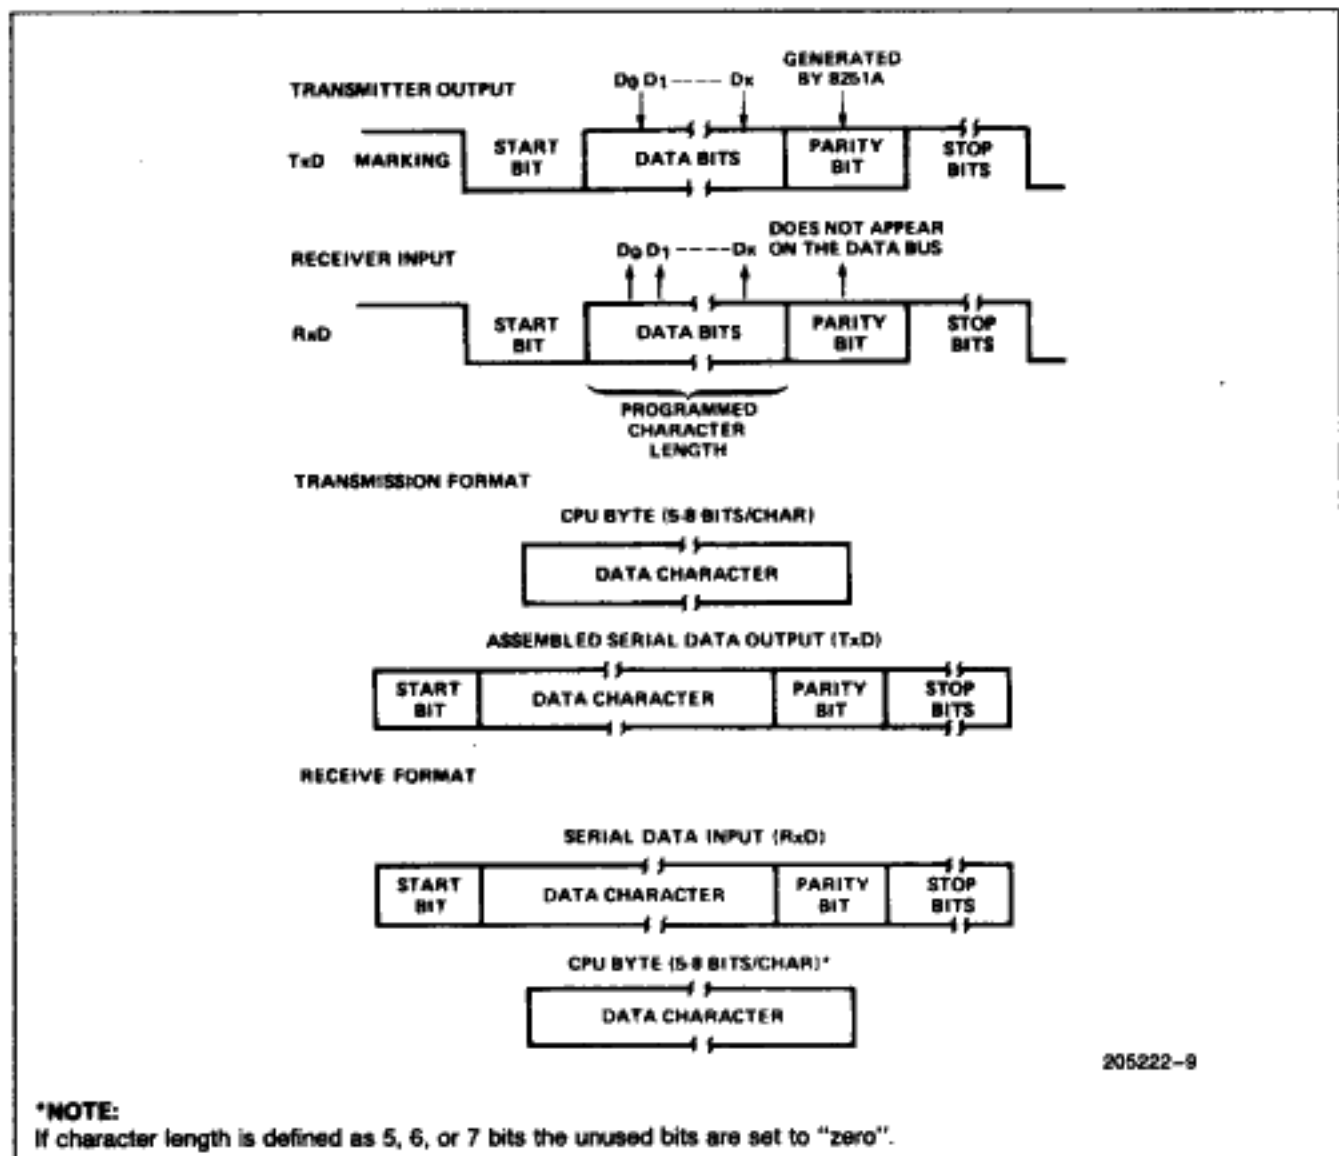 TRANSMITTER OUTPUT
D0 D1 ---- Dx
GENERATED
BY 8251A
TxD MARKING
START
BIT
DATA BITS
PARITY
BIT
STOP
BITS
RECEIVER INPUT
D0 D1 ---- Dx
DOES NOT APPEAR
ON THE DATA BUS
RxD
START
BIT
DATA BITS
PARITY
BIT
STOP
BITS
PROGRAMMED
CHARACTER
LENGTH
TRANSMISSION FORMAT
CPU BYTE (5-8 BITS/CHAR)
DATA CHARACTER
ASSEMBLED SERIAL DATA OUTPUT (TxD)
START
BIT
DATA CHARACTER
PARITY
BIT
STOP
BITS
RECEIVE FORMAT
SERIAL DATA INPUT (RxD)
START
BIT
DATA CHARACTER
PARITY
BIT
STOP
BITS
CPU BYTE (5-8 BITS/CHAR)*
DATA CHARACTER
205222-9
*NOTE:
If character length is defined as 5, 6, or 7 bits the unused bits are set to "zero".